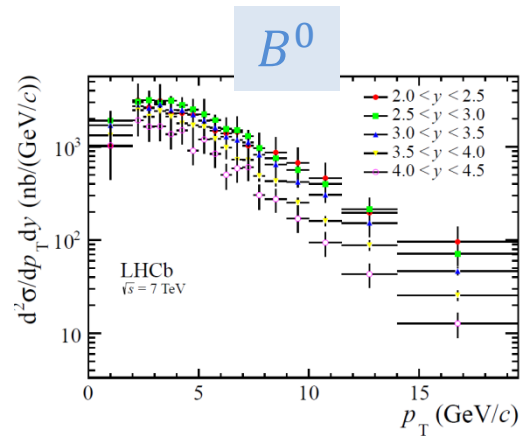 B⁰
d²σ/dp_T dy (nb/(GeV/c))
10³
10²
10
2.0 < y < 2.5
2.5 < y < 3.0
3.0 < y < 3.5
3.5 < y < 4.0
4.0 < y < 4.5
LHCb
√s = 7 TeV
0 5 10 15
p_T (GeV/c)